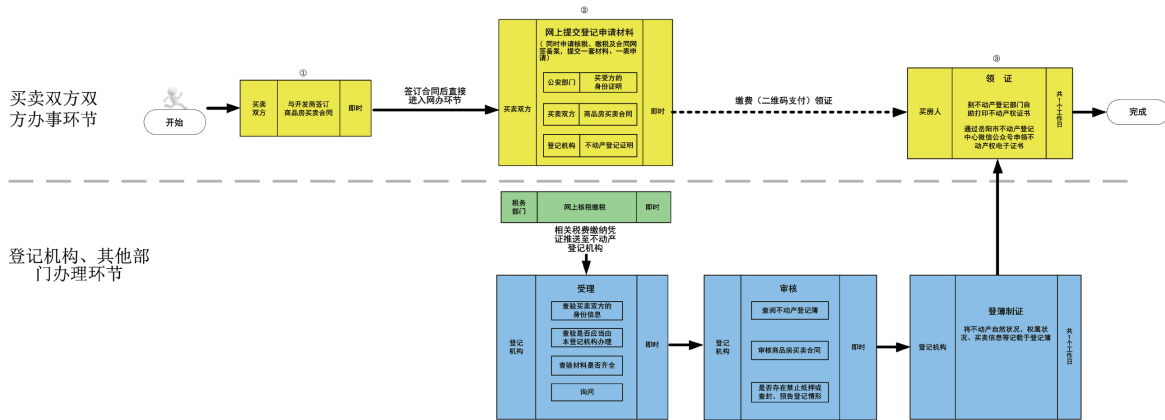 买卖双方双
方办事环节
开始
①
买卖
双方
与开发商签订
商品房买卖合同
即时
签订合同后直接
进入网办环节
②
买卖双方
网上提交登记申请材料
（同时申请核税、缴税及合同网
签备案，提交一套材料、一表申
请）
公安部门
买受方的
身份证明
买卖双方
商品房买卖合同
登记机构
不动产登记证明
即时
缴费（二维码支付）领证
③
买房人
领 证
到不动产登记部门自
助打印不动产权证书
通过岳阳市不动产登记
中心微信公众号申领不
动产权电子证书
共1个工作日
完成
登记机构、其他部
门办理环节
税务
部门
网上核税缴税
即时
相关税费缴纳凭
证推送至不动产
登记机构
登记
机构
受理
查验买卖双方的
身份信息
查验是否应当由
本登记机构办理
查验材料是否齐全
询问
即时
登记
机构
审核
查阅不动产登记簿
审核商品房买卖合同
是否存在禁止抵押或
查封、预告登记情形
即时
登记机构
登簿制证
将不动产自然状况、权属状
况、买卖信息等记载于登记簿
共1个工作日